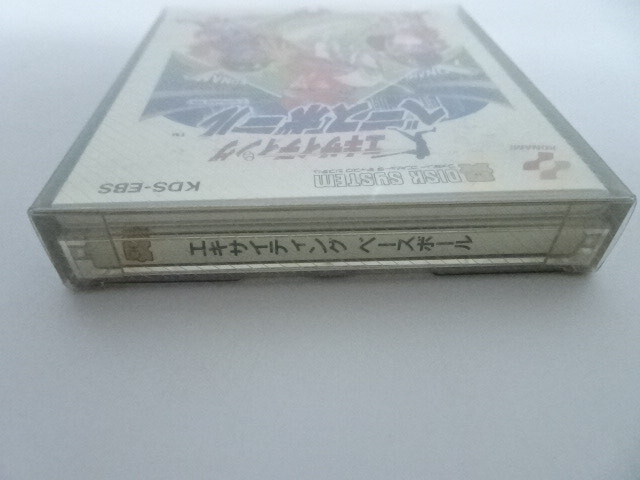 KONAMI
DISK SYSTEM
エキサイティング
ベースボール
KDS-EBS
エキサイティング ベースボール